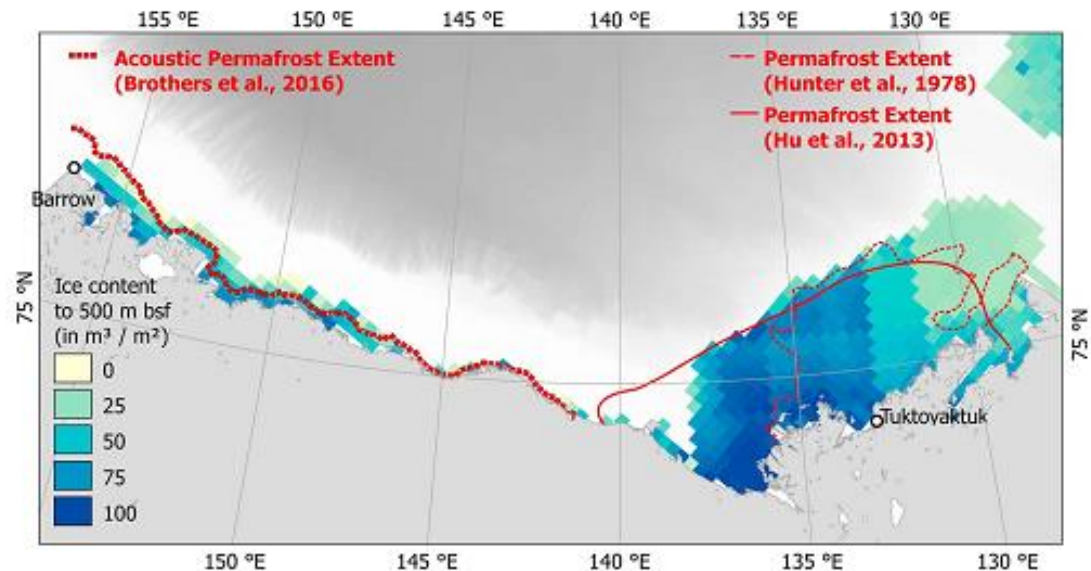 155 °E 150 °E 145 °E 140 °E 135 °E 130 °E
Acoustic Permafrost Extent
(Brothers et al., 2016)
Permafrost Extent
(Hunter et al., 1978)
Permafrost Extent
(Hu et al., 2013)
Barrow
Tuktoyaktuk
75 °N
75 °N
Ice content
to 500 m bsf
(in m³ / m²)
0
25
50
75
100
150 °E 145 °E 140 °E 135 °E 130 °E